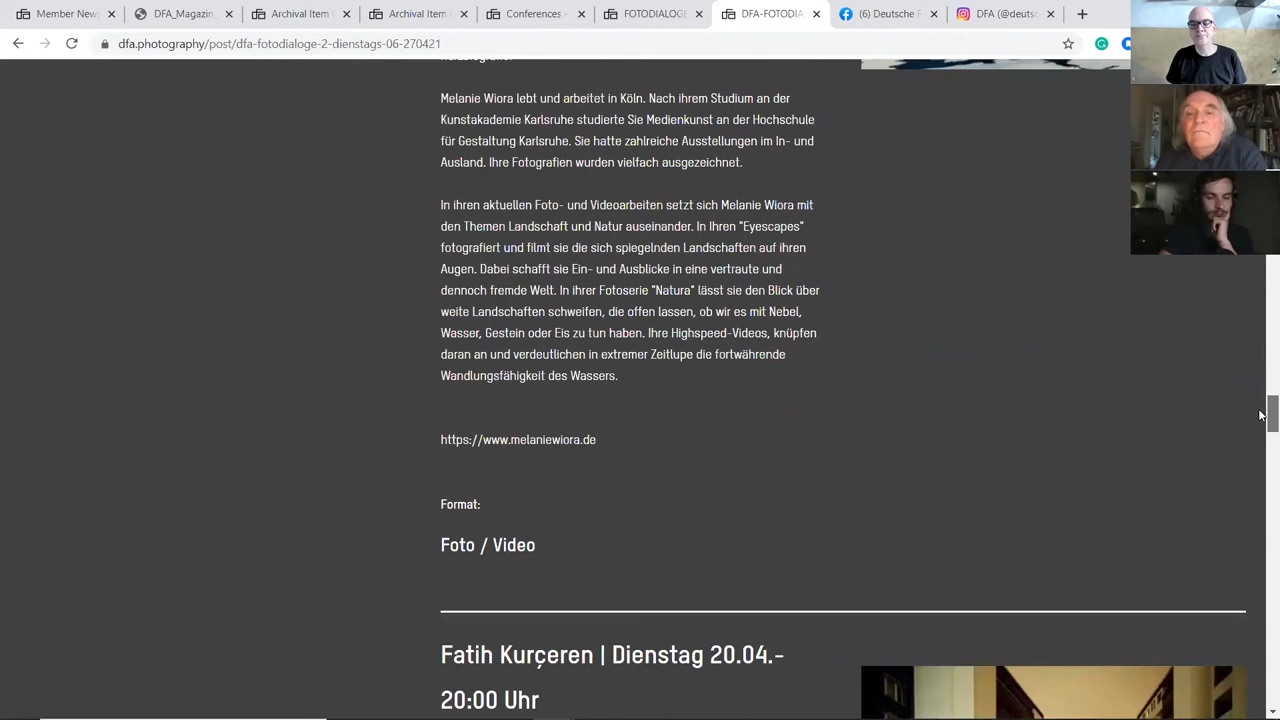 Member News
DFA_Magazin_
Archival Item
Archival Item
Conferences -
FOTODIALOGE
DFA-FOTODIA
(6) Deutsche F
DFA (@deuts
dfa.photography/post/dfa-fotodialoge-2-dienstags-06-270421
Melanie Wiora lebt und arbeitet in Köln. Nach ihrem Studium an der
Kunstakademie Karlsruhe studierte Sie Medienkunst an der Hochschule
für Gestaltung Karlsruhe. Sie hatte zahlreiche Ausstellungen im In- und
Ausland. Ihre Fotografien wurden vielfach ausgezeichnet.
In ihren aktuellen Foto- und Videoarbeiten setzt sich Melanie Wiora mit
den Themen Landschaft und Natur auseinander. In Ihren "Eyescapes"
fotografiert und filmt sie die sich spiegelnden Landschaften auf ihren
Augen. Dabei schafft sie Ein- und Ausblicke in eine vertraute und
dennoch fremde Welt. In ihrer Fotoserie "Natura" lässt sie den Blick über
weite Landschaften schweifen, die offen lassen, ob wir es mit Nebel,
Wasser, Gestein oder Eis zu tun haben. Ihre Highspeed-Videos, knüpfen
daran an und verdeutlichen in extremer Zeitlupe die fortwährende
Wandlungsfähigkeit des Wassers.
https://www.melaniewiora.de
Format:
Foto / Video
Fatih Kurçeren | Dienstag 20.04.-
20:00 Uhr